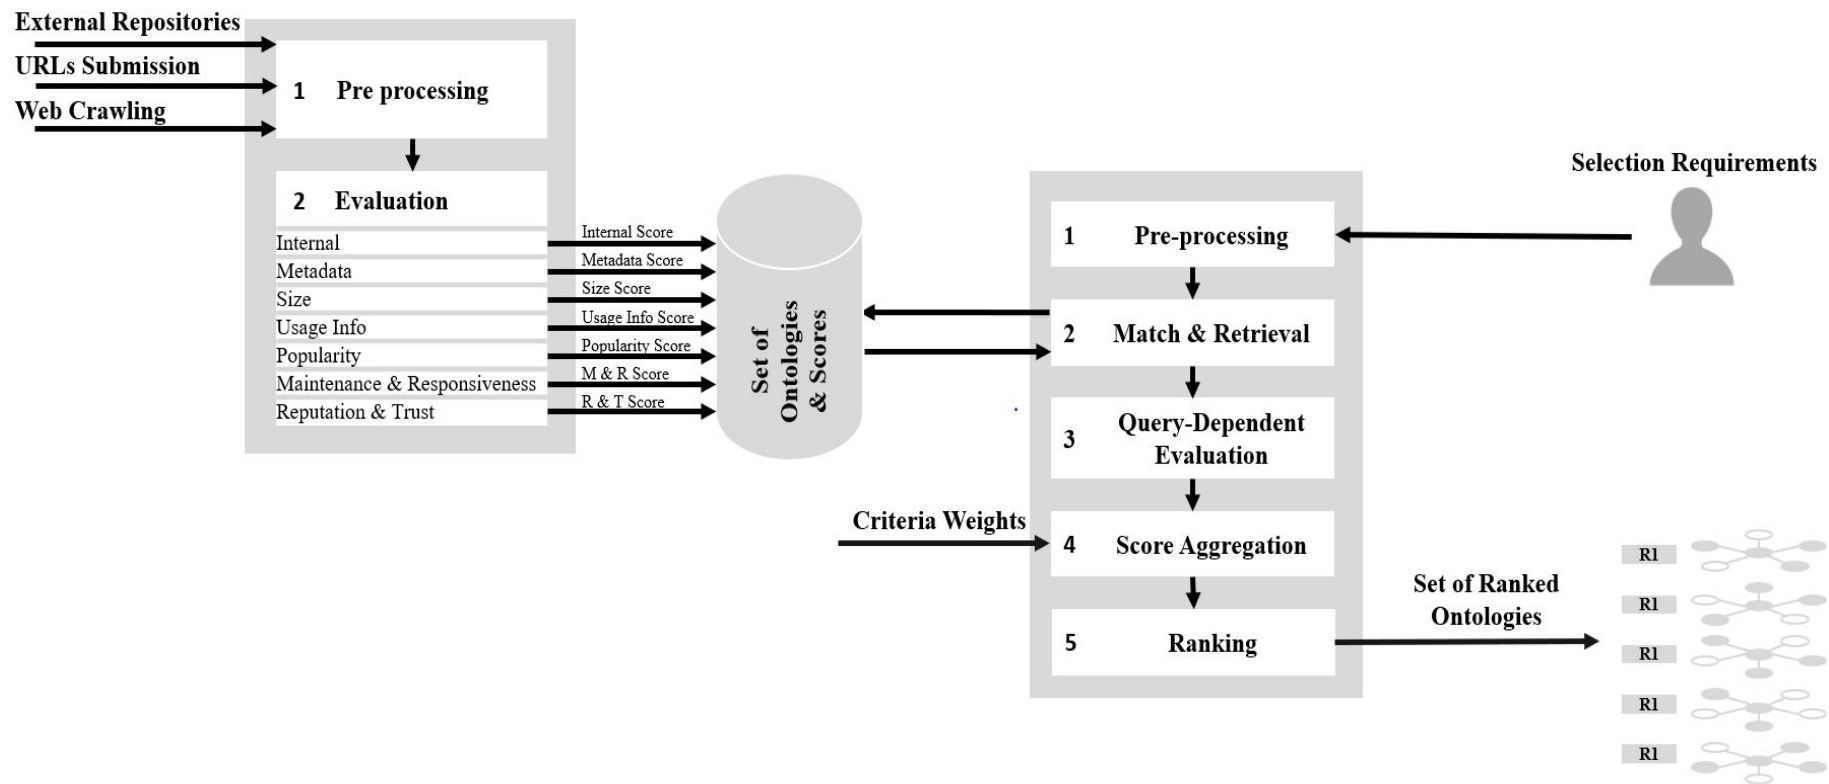 External Repositories
URLs Submission
Web Crawling
1 Pre processing
2 Evaluation
Internal
Metadata
Size
Usage Info
Popularity
Maintenance & Responsiveness
Reputation & Trust
Internal Score
Metadata Score
Size Score
Usage Info Score
Popularity Score
M & R Score
R & T Score
Set of
Ontologies
& Scores
Selection Requirements
1 Pre-processing
2 Match & Retrieval
3 Query-Dependent
Evaluation
Criteria Weights
4 Score Aggregation
5 Ranking
Set of Ranked
Ontologies
R1
R1
R1
R1
R1